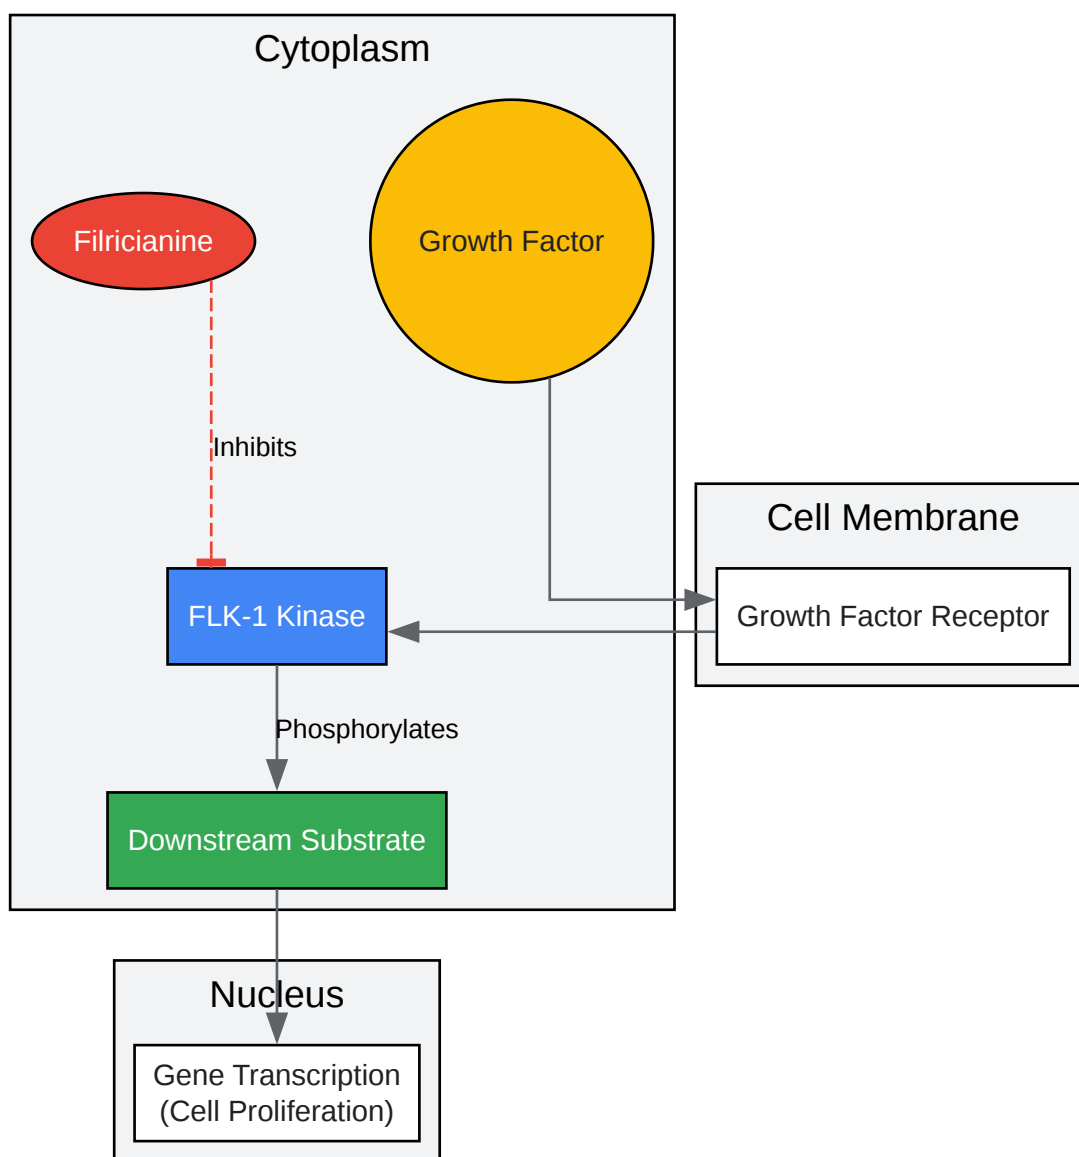 Cytoplasm
Filricianine
Growth Factor
Inhibits
Cell Membrane
FLK-1 Kinase
Growth Factor Receptor
Phosphorylates
Downstream Substrate
Nucleus
Gene Transcription
(Cell Proliferation)